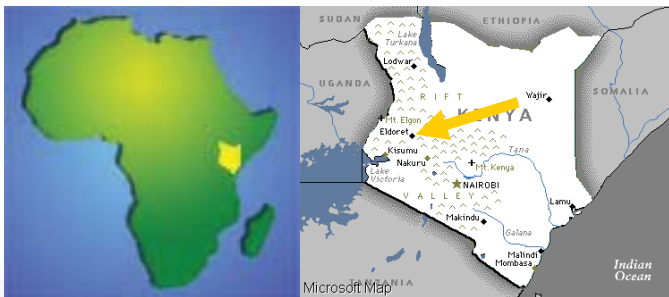 SUDAN
ETHIOPIA
Lake
Turkana
Lodwar
UGANDA
SOMALIA
RIFT
Wajir
Mt. Elgon
KENYA
Eldoret
Kisumu
Nakuru
Mt. Kenya
Tana
Lake
Victoria
NAIROBI
VALLEY
Lamu
Makindu
Galana
Malindi
Mombasa
Indian
Ocean
TANZANIA
Microsoft Map